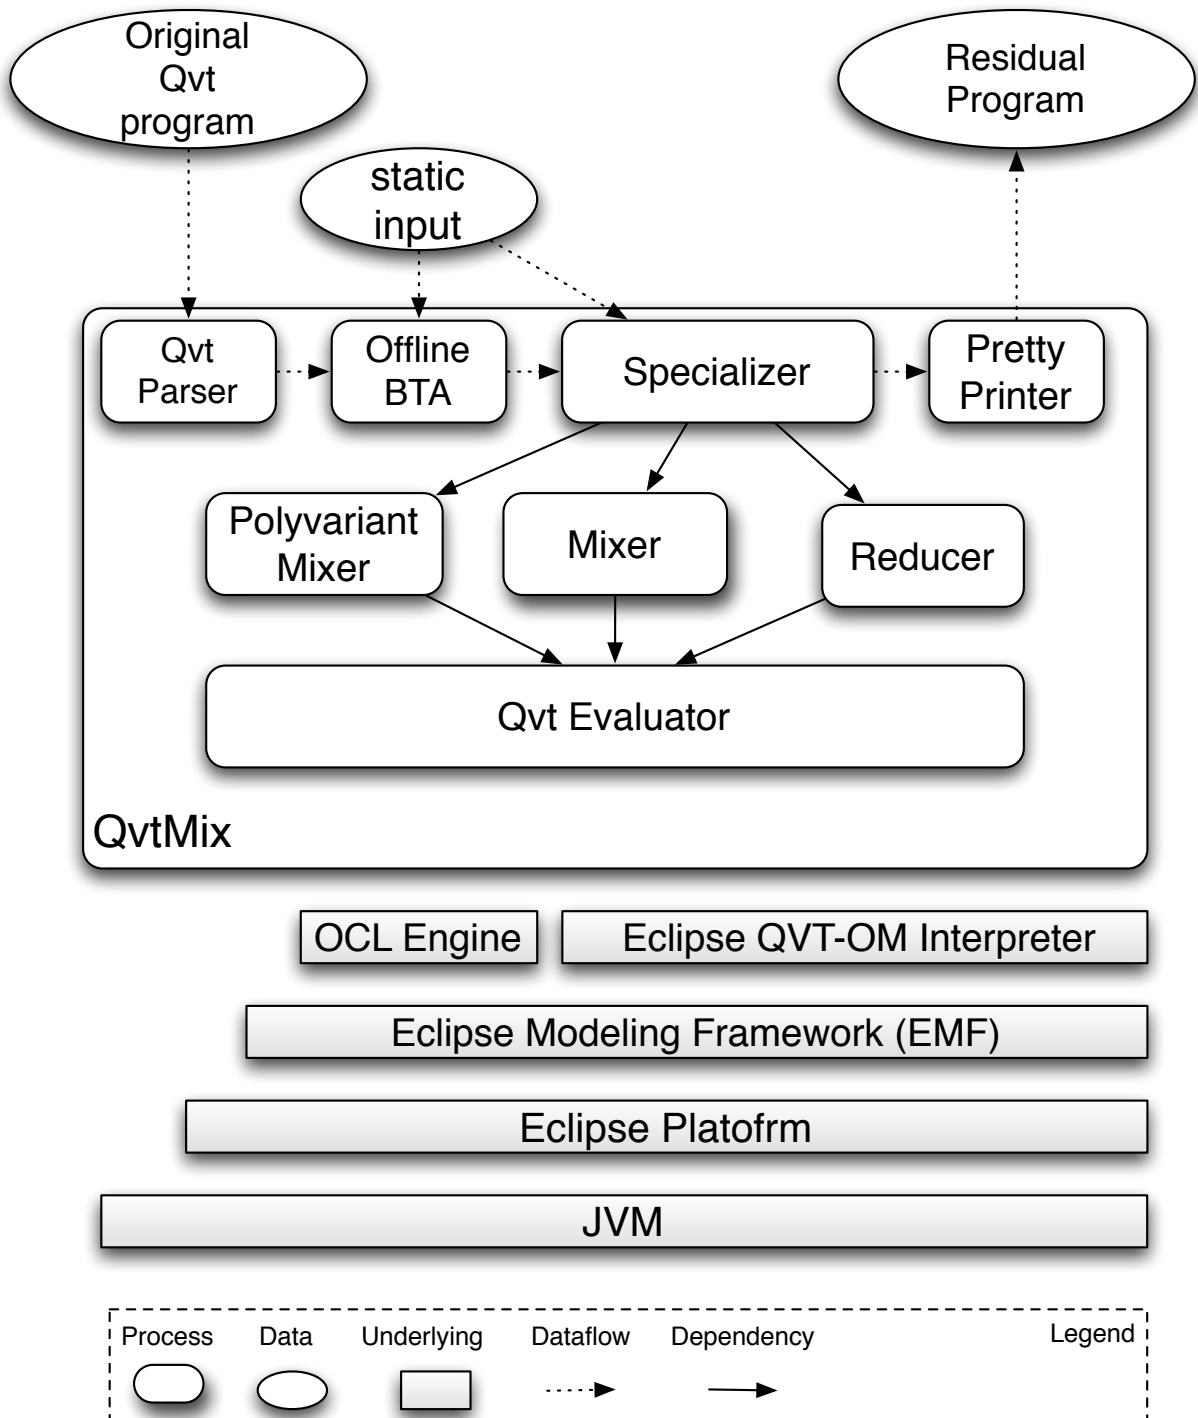 Original
Qvt
program
Residual
Program
static
input
Qvt
Parser
Offline
BTA
Specializer
Pretty
Printer
Polyvariant
Mixer
Mixer
Reducer
Qvt Evaluator
QvtMix
OCL Engine
Eclipse QVT-OM Interpreter
Eclipse Modeling Framework (EMF)
Eclipse Platofrm
JVM
Process
Data
Underlying
Dataflow
Dependency
Legend